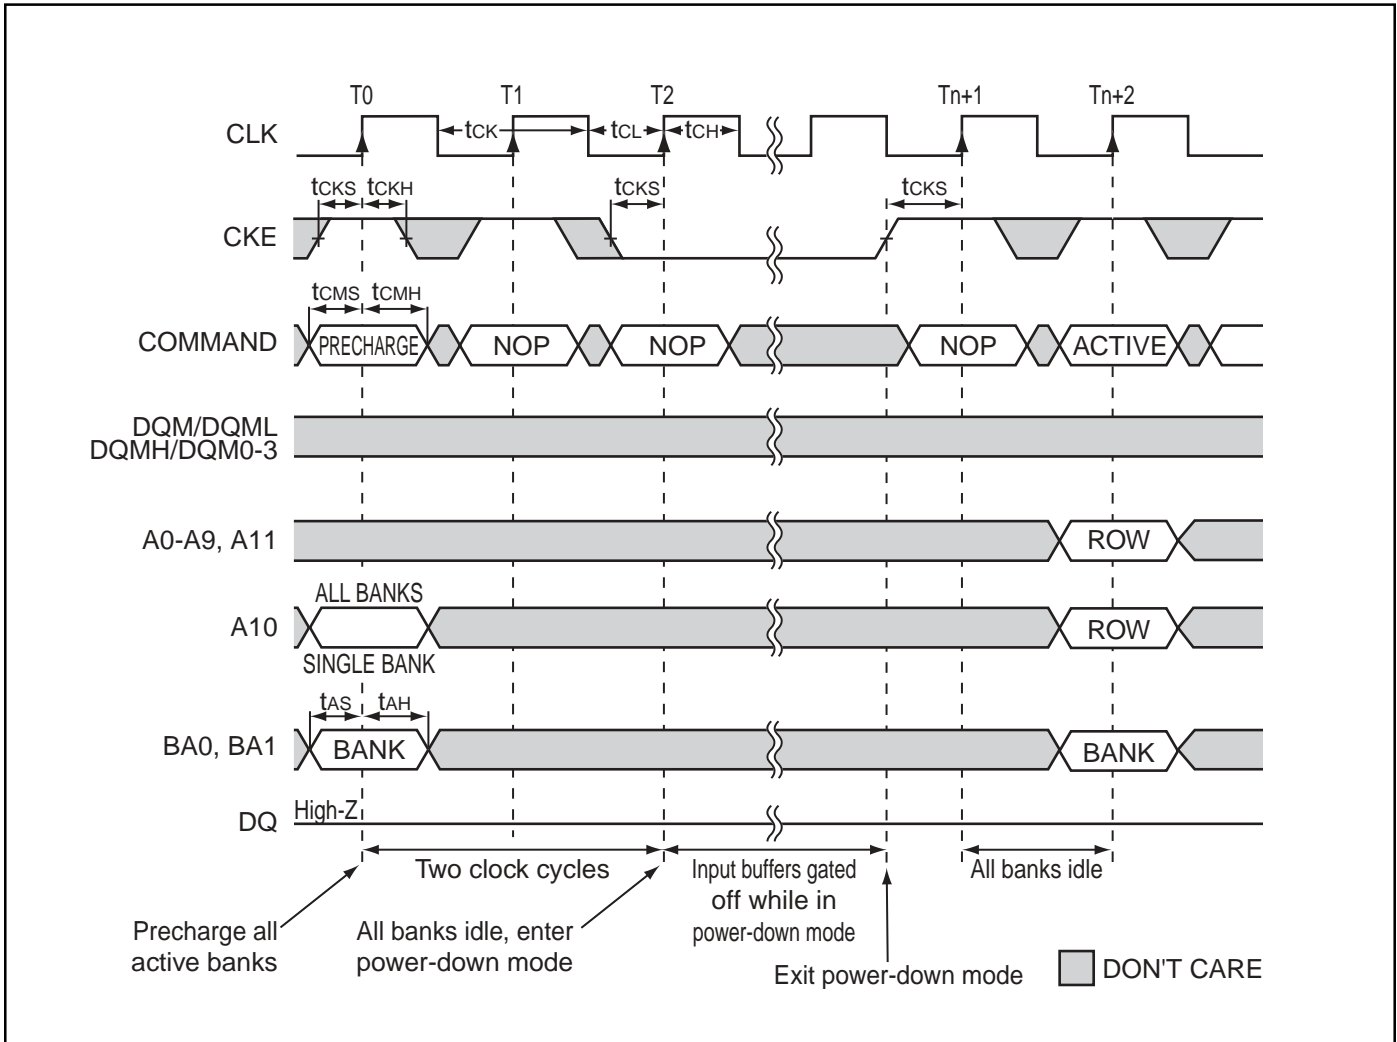 T0 T1 T2 Tn+1 Tn+2
CLK tCK tCL tCH
tCKS tCKH tCKS tCKS
CKE
tCMS tCMH
COMMAND PRECHARGE NOP NOP NOP ACTIVE
DQM/DQML
DQMH/DQM0-3
A0-A9, A11 ROW
ALL BANKS
A10 ROW
SINGLE BANK
tAS tAH
BA0, BA1 BANK BANK
DQ High-Z
Two clock cycles
Input buffers gated
off while in
power-down mode
All banks idle
Precharge all
active banks
All banks idle, enter
power-down mode
Exit power-down mode
DON'T CARE